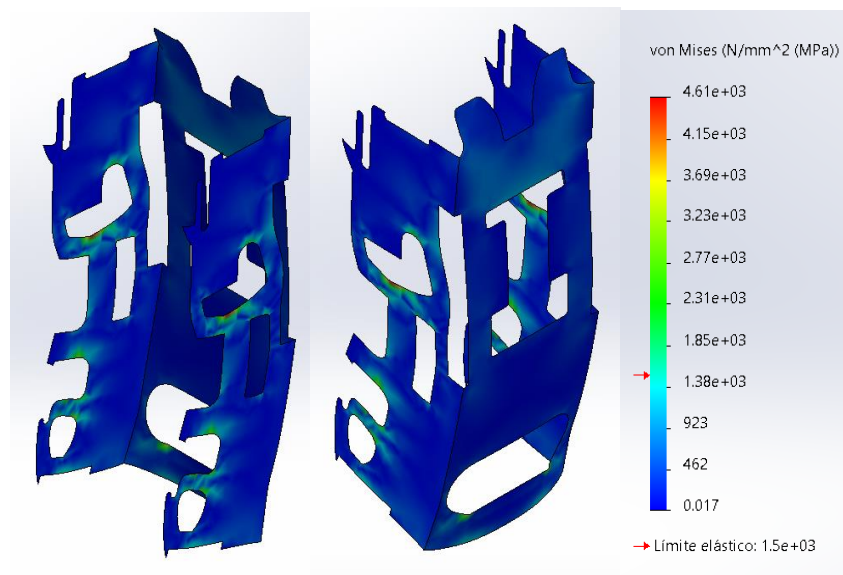 von Mises (N/mm^2 (MPa))
4.61e+03
4.15e+03
3.69e+03
3.23e+03
2.77e+03
2.31e+03
1.85e+03
1.38e+03
923
462
0.017
Límite elástico: 1.5e+03